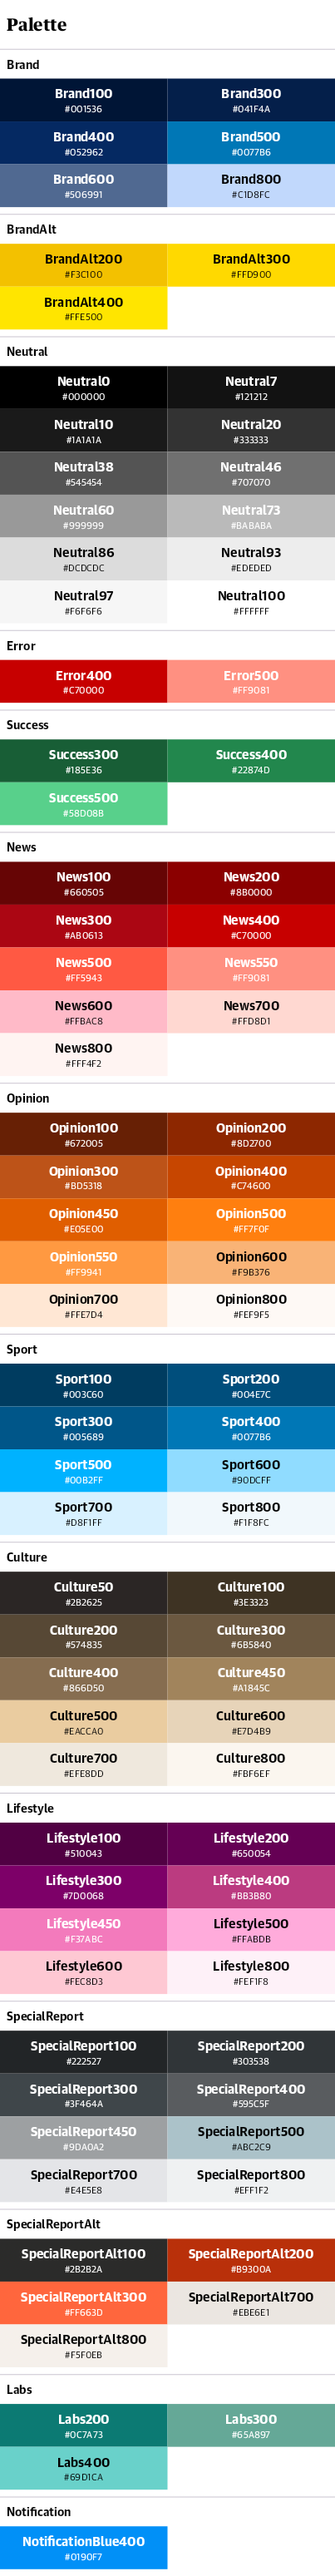 Palette
Brand
Brand100
#001536
Brand300
#041F4A
Brand400
#052962
Brand500
#0077B6
Brand600
#506991
Brand800
#C1D8FC
BrandAlt
BrandAlt200
#F3C100
BrandAlt300
#FFD900
BrandAlt400
#FFE500
Neutral
Neutral0
#000000
Neutral7
#121212
Neutral10
#1A1A1A
Neutral20
#333333
Neutral38
#545454
Neutral46
#707070
Neutral60
#999999
Neutral73
#BABABA
Neutral86
#DCDCDC
Neutral93
#EDEDED
Neutral97
#F6F6F6
Neutral100
#FFFFFF
Error
Error400
#C70000
Error500
#FF9081
Success
Success300
#185E36
Success400
#22874D
Success500
#58D08B
News
News100
#660505
News200
#8B0000
News300
#AB0613
News400
#C70000
News500
#FF5943
News550
#FF9081
News600
#FFBAC8
News700
#FFD8D1
News800
#FFF4F2
Opinion
Opinion100
#672005
Opinion200
#8D2700
Opinion300
#BD5318
Opinion400
#C74600
Opinion450
#E05E00
Opinion500
#FF7F0F
Opinion550
#FF9941
Opinion600
#F9B376
Opinion700
#FFE7D4
Opinion800
#FEF9F5
Sport
Sport100
#003C60
Sport200
#004E7C
Sport300
#005689
Sport400
#0077B6
Sport500
#00B2FF
Sport600
#90DCFF
Sport700
#D8F1FF
Sport800
#F1F8FC
Culture
Culture50
#2B2625
Culture100
#3E3323
Culture200
#574835
Culture300
#6B5840
Culture400
#866D50
Culture450
#A1845C
Culture500
#EACCA0
Culture600
#E7D4B9
Culture700
#EFE8DD
Culture800
#FBF6EF
Lifestyle
Lifestyle100
#510043
Lifestyle200
#650054
Lifestyle300
#7D0068
Lifestyle400
#BB3B80
Lifestyle450
#F37ABC
Lifestyle500
#FFABDB
Lifestyle600
#FEC8D3
Lifestyle800
#FEF1F8
SpecialReport
SpecialReport100
#222527
SpecialReport200
#303538
SpecialReport300
#3F464A
SpecialReport400
#595C5F
SpecialReport450
#9DA0A2
SpecialReport500
#ABC2C9
SpecialReport700
#E4E5E8
SpecialReport800
#EFF1F2
SpecialReportAlt
SpecialReportAlt100
#2B2B2A
SpecialReportAlt200
#B9300A
SpecialReportAlt300
#FF663D
SpecialReportAlt700
#EBE6E1
SpecialReportAlt800
#F5F0EB
Labs
Labs200
#0C7A73
Labs300
#65A897
Labs400
#69D1CA
Notification
NotificationBlue400
#0190F7